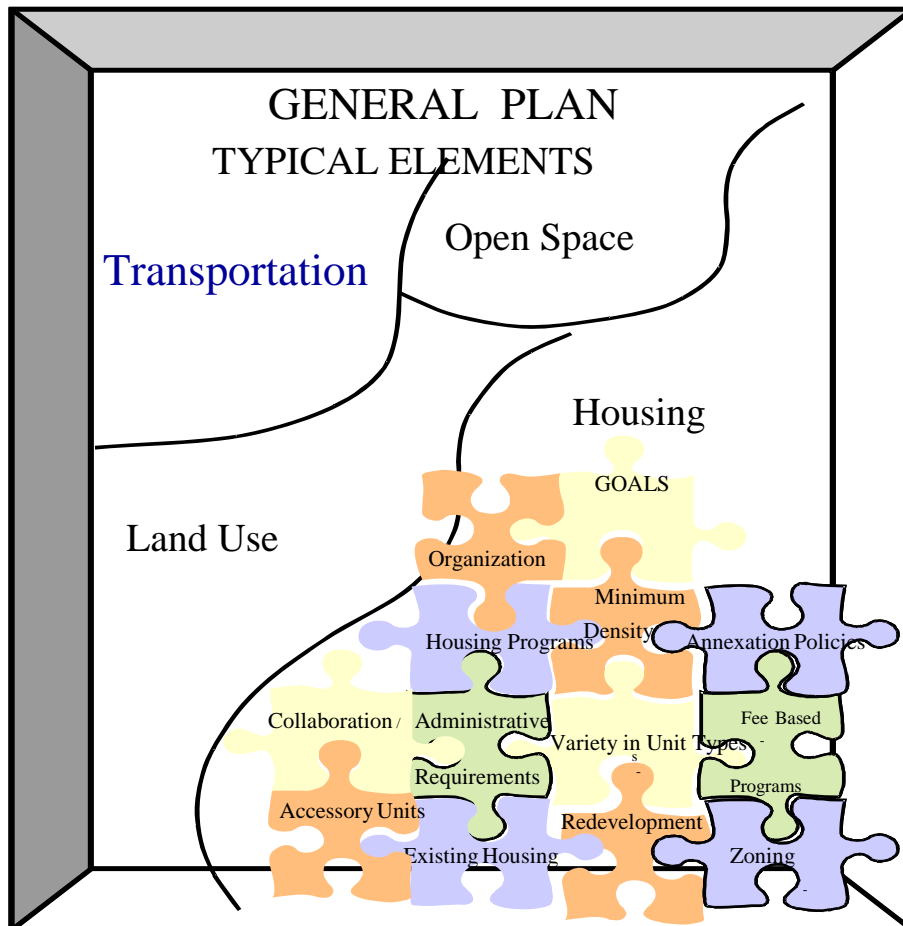 GENERAL PLAN
TYPICAL ELEMENTS
Open Space
Transportation
Housing
GOALS
Land Use
Organization
Minimum
Density
Housing Programs
Annexation Policies
Collaboration /
Administrative
Requirements
Variety in Unit Types
s
-
Fee Based
-
Programs
Accessory Units
Redevelopment
Existing Housing
Zoning
-